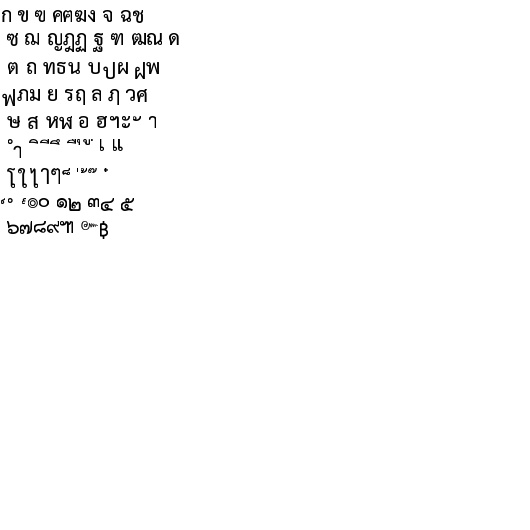 ก ข ฃ คฅฆง จ ฉช
ซ ฌ ญฎฏ ฐ ฑ ฒณ ด
ต ถ ทธน บปผ ฝพ
ฟภม ย รฤ ล ฦ วศ
ษ ส หฬ อ ฮฯะ ั า
ำ ิ ี ึ ื ุ ู ฺ เ แ
โใไๅๆ ็ ่ ้ ๊ ๋
์ ํ ๎ ๏๐ ๑๒ ๓๔ ๕
๖๗๘๙๚ ๛฿